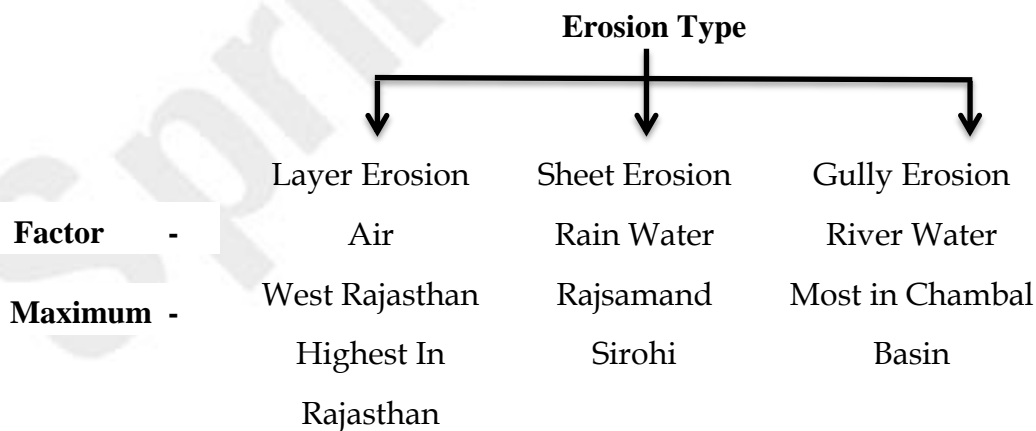 Erosion Type
Layer Erosion Sheet Erosion Gully Erosion
Factor - Air Rain Water River Water
Maximum - West Rajasthan Rajsamand Most in Chambal
Highest In Sirohi Basin
Rajasthan